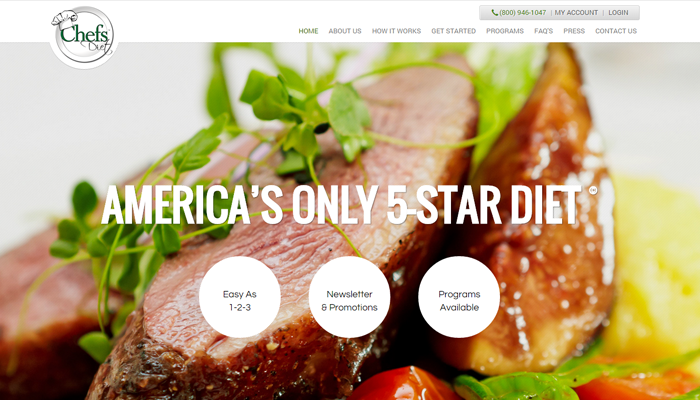 Chefs
Diet
(800) 946-1047 | MY ACCOUNT | LOGIN
HOME ABOUT US HOW IT WORKS GET STARTED PROGRAMS FAQ'S PRESS CONTACT US
AMERICA'S ONLY 5-STAR DIET
Easy As
1-2-3
Newsletter
& Promotions
Programs
Available